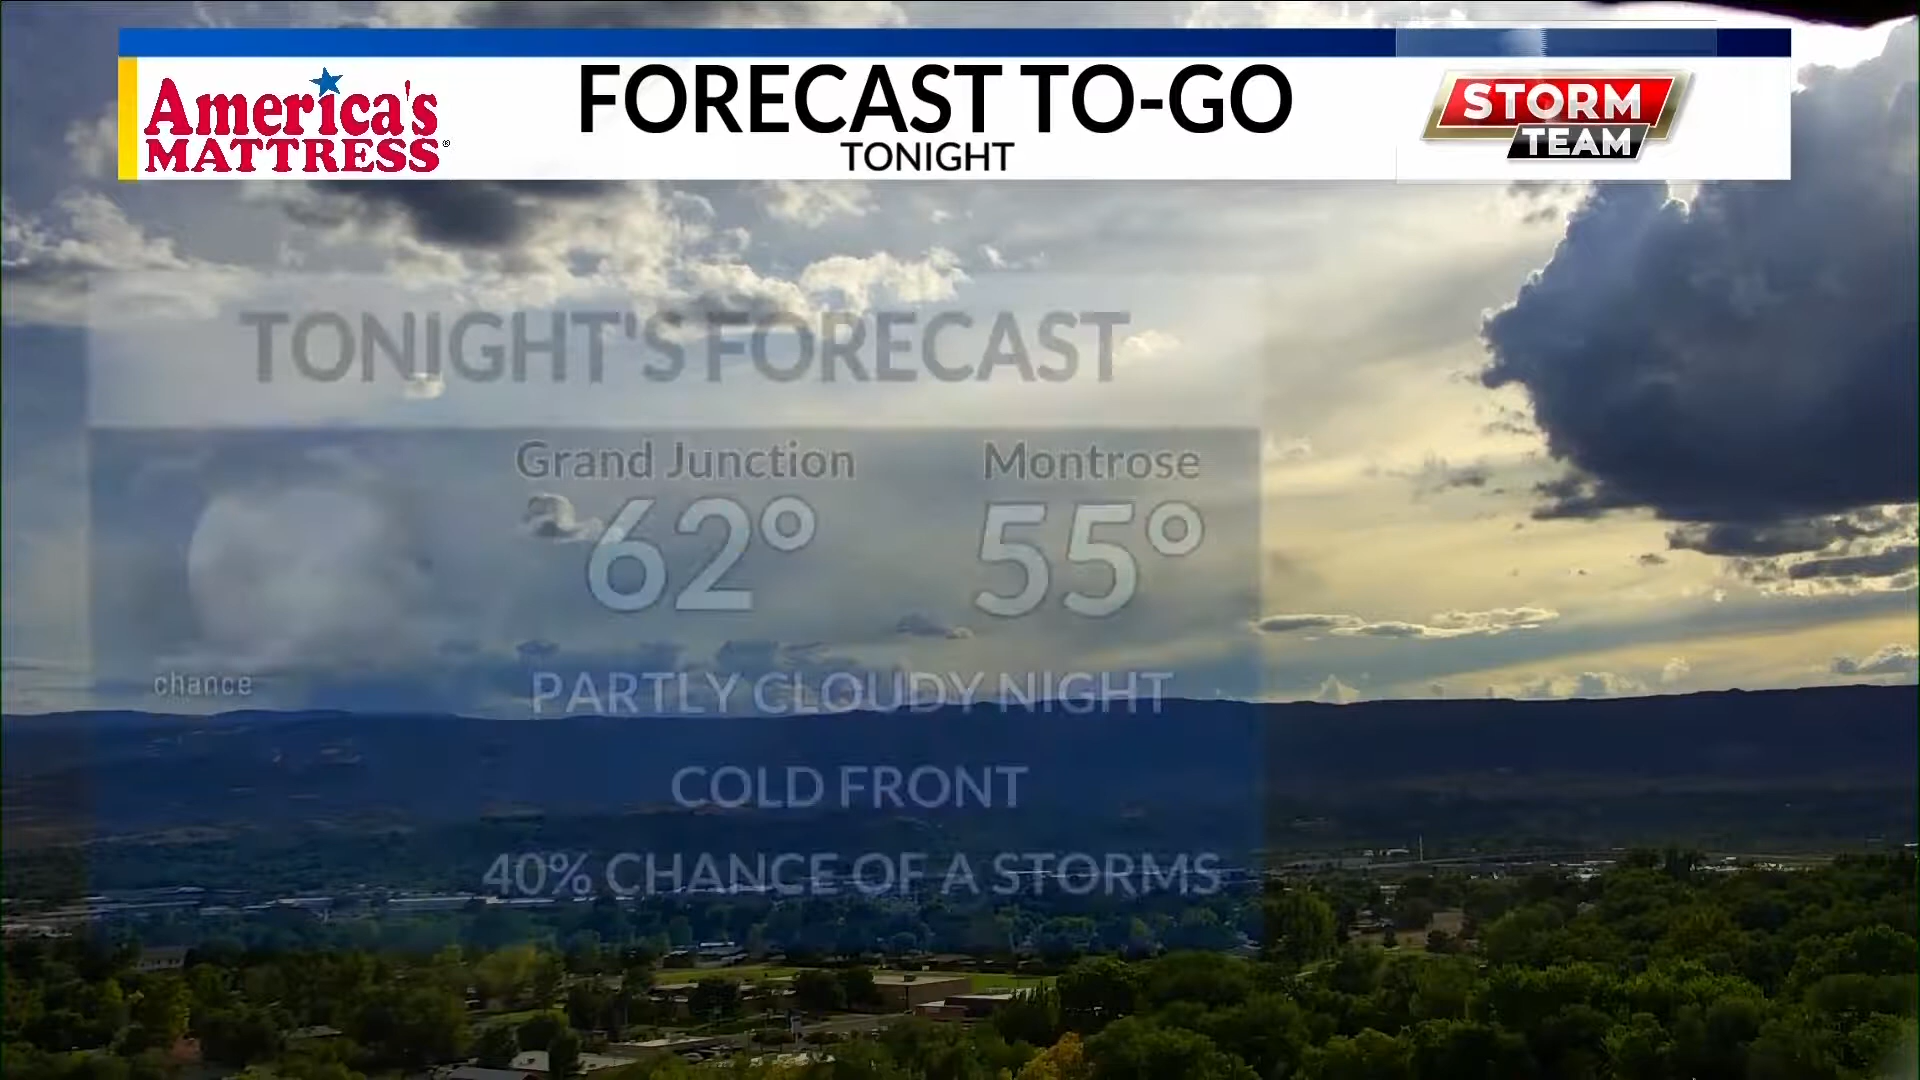 America's
MATTRESS®
FORECAST TO-GO
TONIGHT
STORM
TEAM
TONIGHT'S FORECAST
Grand Junction
Montrose
62°
55°
chance
PARTLY CLOUDY NIGHT
COLD FRONT
40% CHANCE OF A STORMS